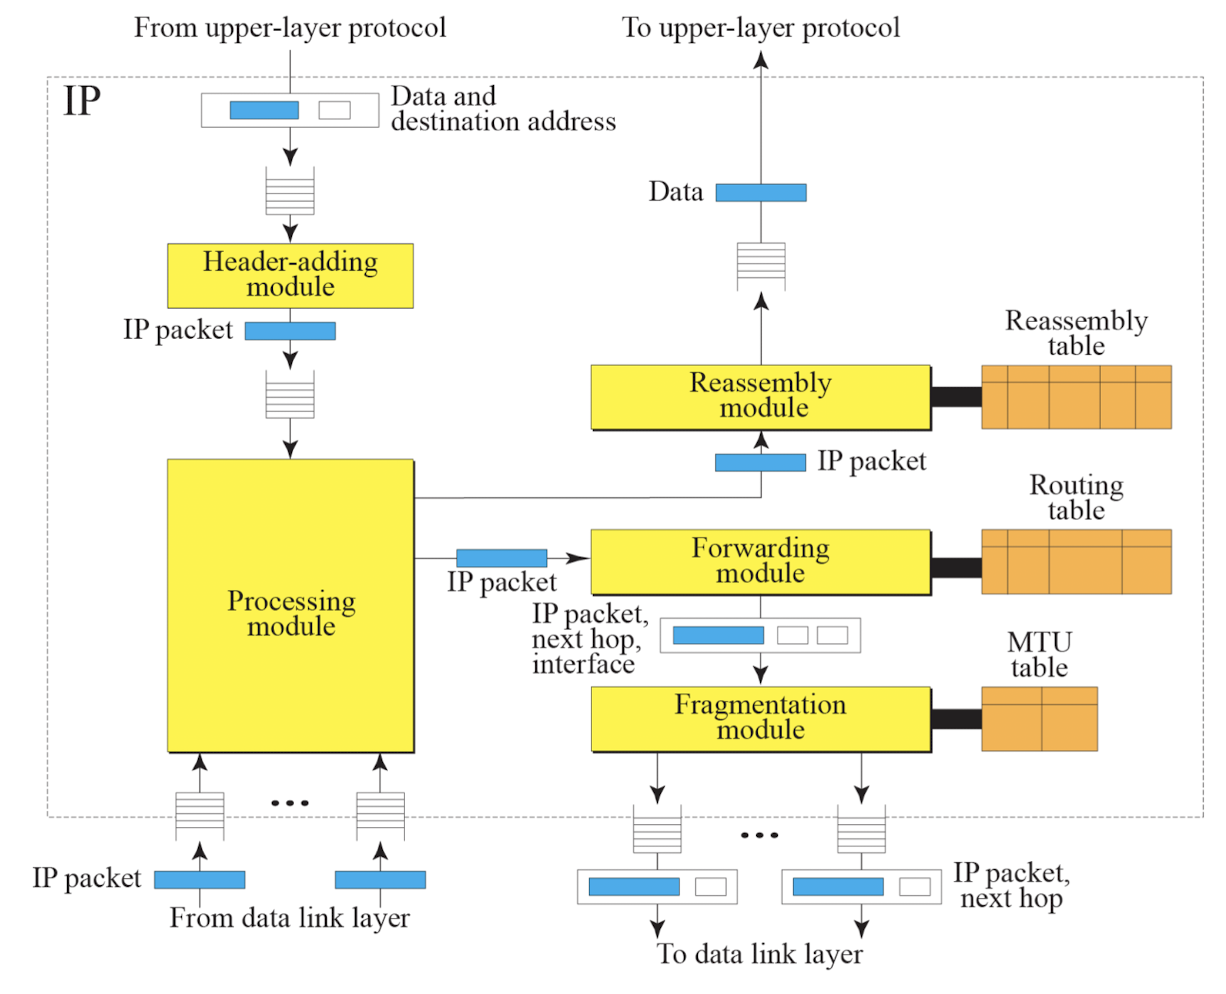 From upper-layer protocol
To upper-layer protocol
IP
Data and
destination address
Data
Header-adding
module
IP packet
Reassembly
table
Reassembly
module
IP packet
Routing
table
Processing
module
IP packet
Forwarding
module
IP packet,
next hop,
interface
MTU
table
Fragmentation
module
IP packet
From data link layer
IP packet,
next hop
To data link layer